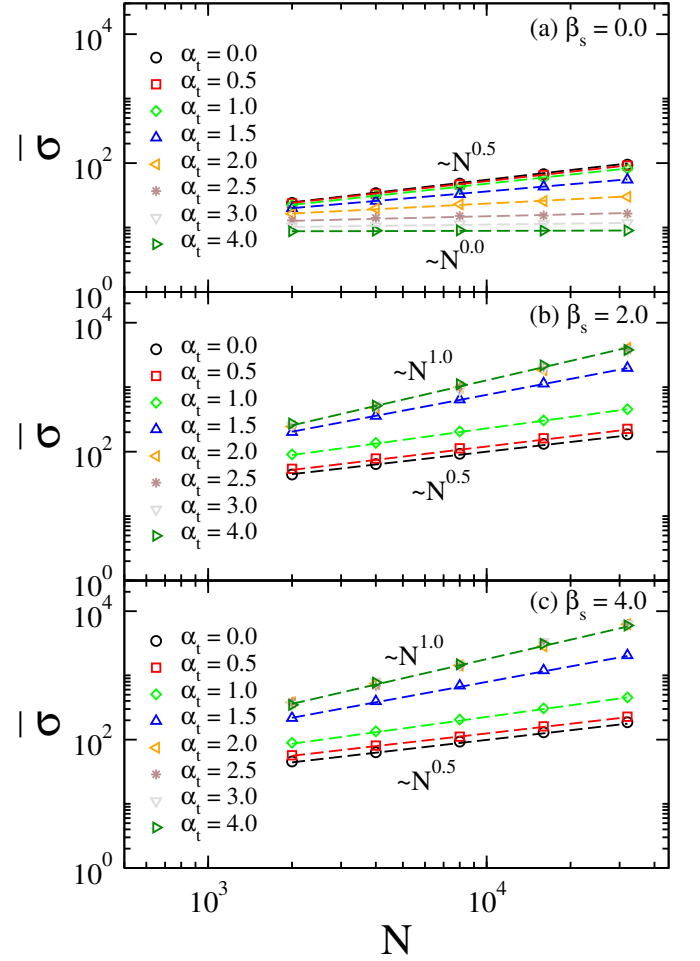 10^4
(a) β_s = 0.0
α_t = 0.0
α_t = 0.5
α_t = 1.0
α_t = 1.5
α_t = 2.0
α_t = 2.5
α_t = 3.0
α_t = 4.0
~N^0.5
~N^0.0
σ̅
10^2
10^0
10^4
(b) β_s = 2.0
α_t = 0.0
α_t = 0.5
α_t = 1.0
α_t = 1.5
α_t = 2.0
α_t = 2.5
α_t = 3.0
α_t = 4.0
~N^1.0
~N^0.5
σ̅
10^2
10^0
10^4
(c) β_s = 4.0
α_t = 0.0
α_t = 0.5
α_t = 1.0
α_t = 1.5
α_t = 2.0
α_t = 2.5
α_t = 3.0
α_t = 4.0
~N^1.0
~N^0.5
σ̅
10^2
10^0
10^3
10^4
N